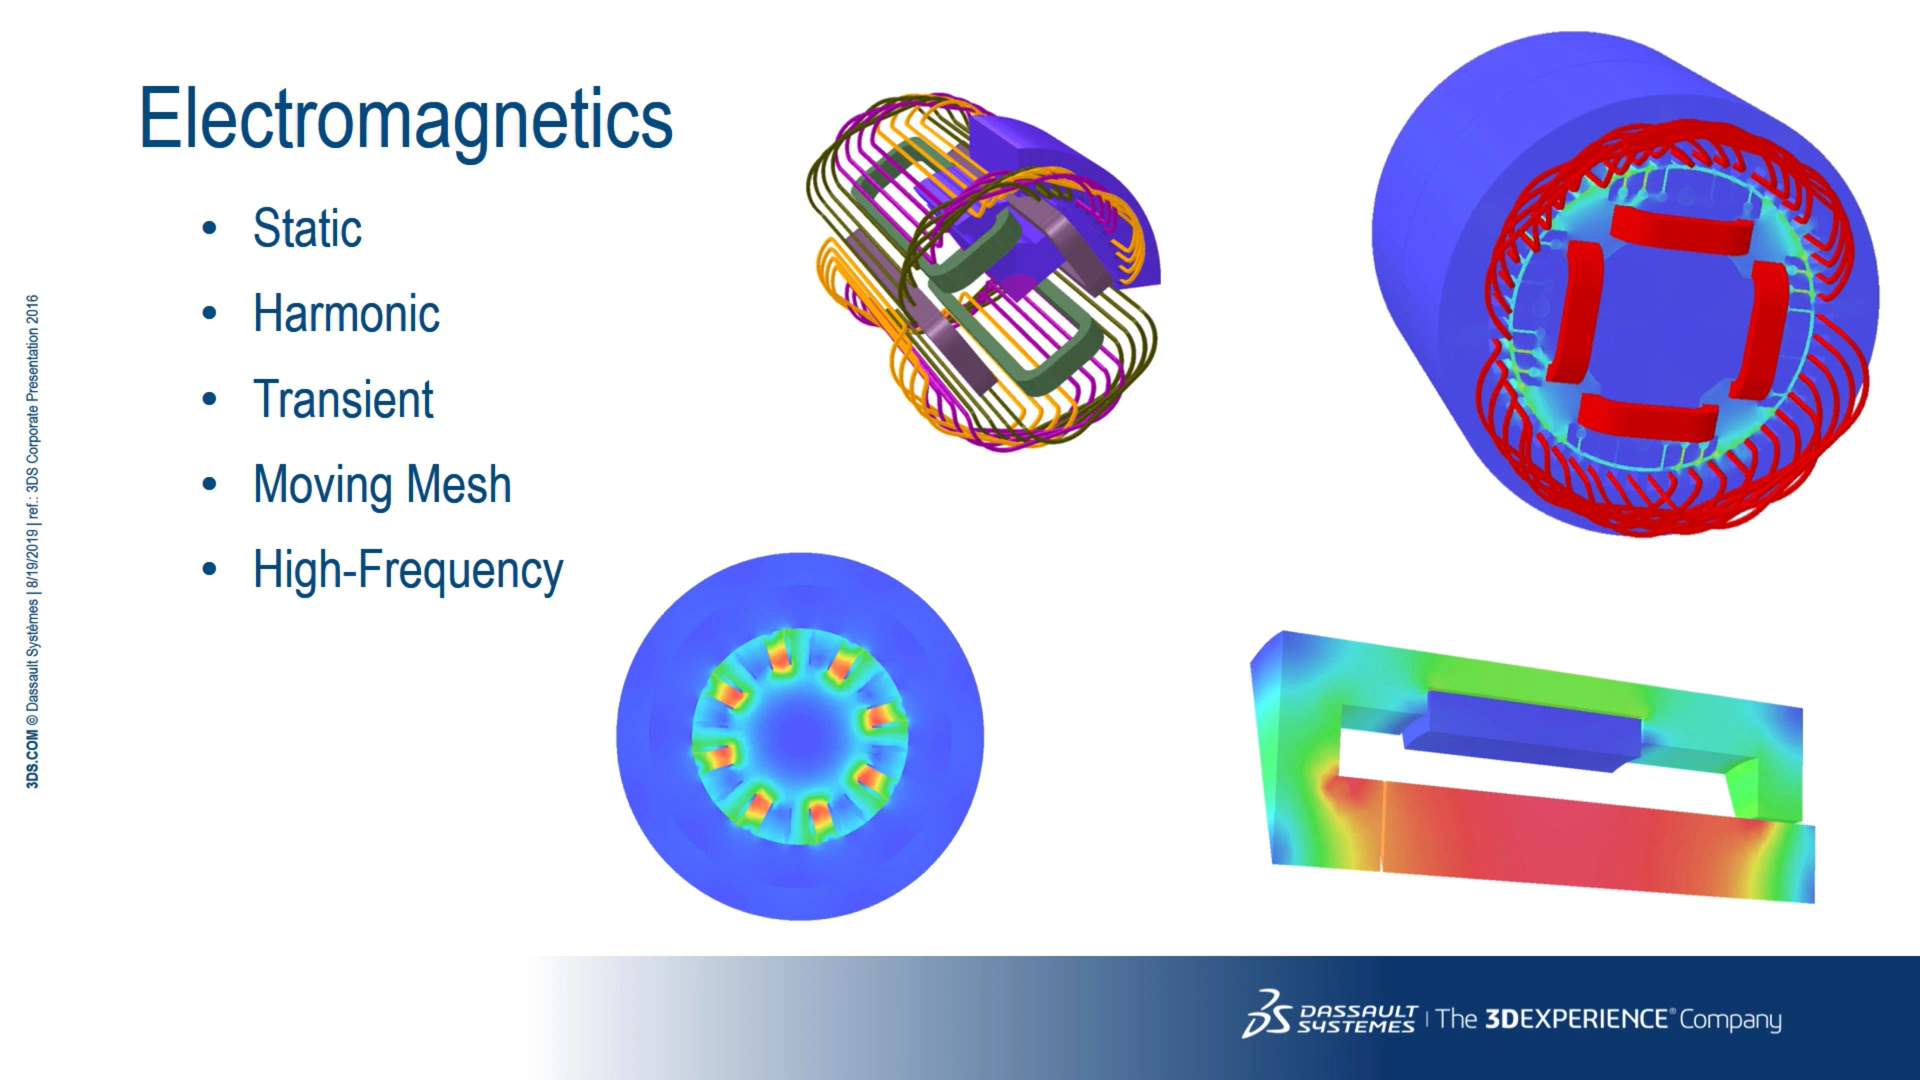 Electromagnetics
• Static
• Harmonic
• Transient
• Moving Mesh
• High-Frequency
3DS.COM © Dassault Systèmes | 8/19/2019 | ref.: 3DS Corporate Presentation 2016
3DS DASSAULT SYSTEMES | The 3DEXPERIENCE® Company